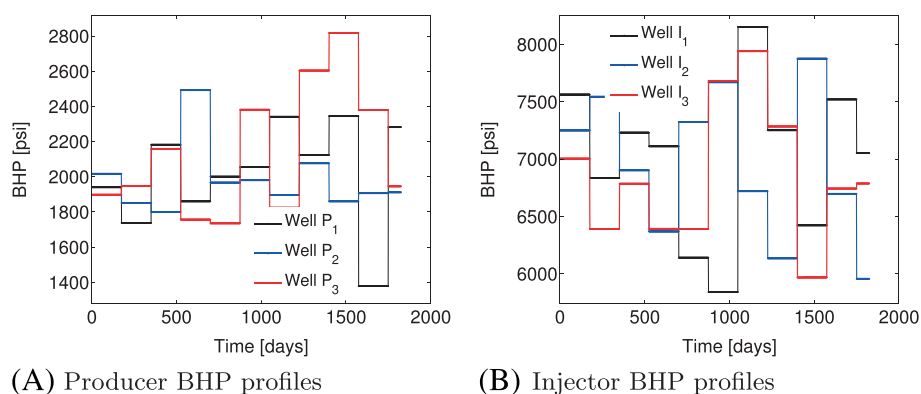 2800
2600
2400
2200
2000
1800
1600
1400
BHP [psi]
Well P1
Well P2
Well P3
0 500 1000 1500 2000
Time [days]
(A) Producer BHP profiles
8000
7500
7000
6500
6000
BHP [psi]
Well I1
Well I2
Well I3
0 500 1000 1500 2000
Time [days]
(B) Injector BHP profiles